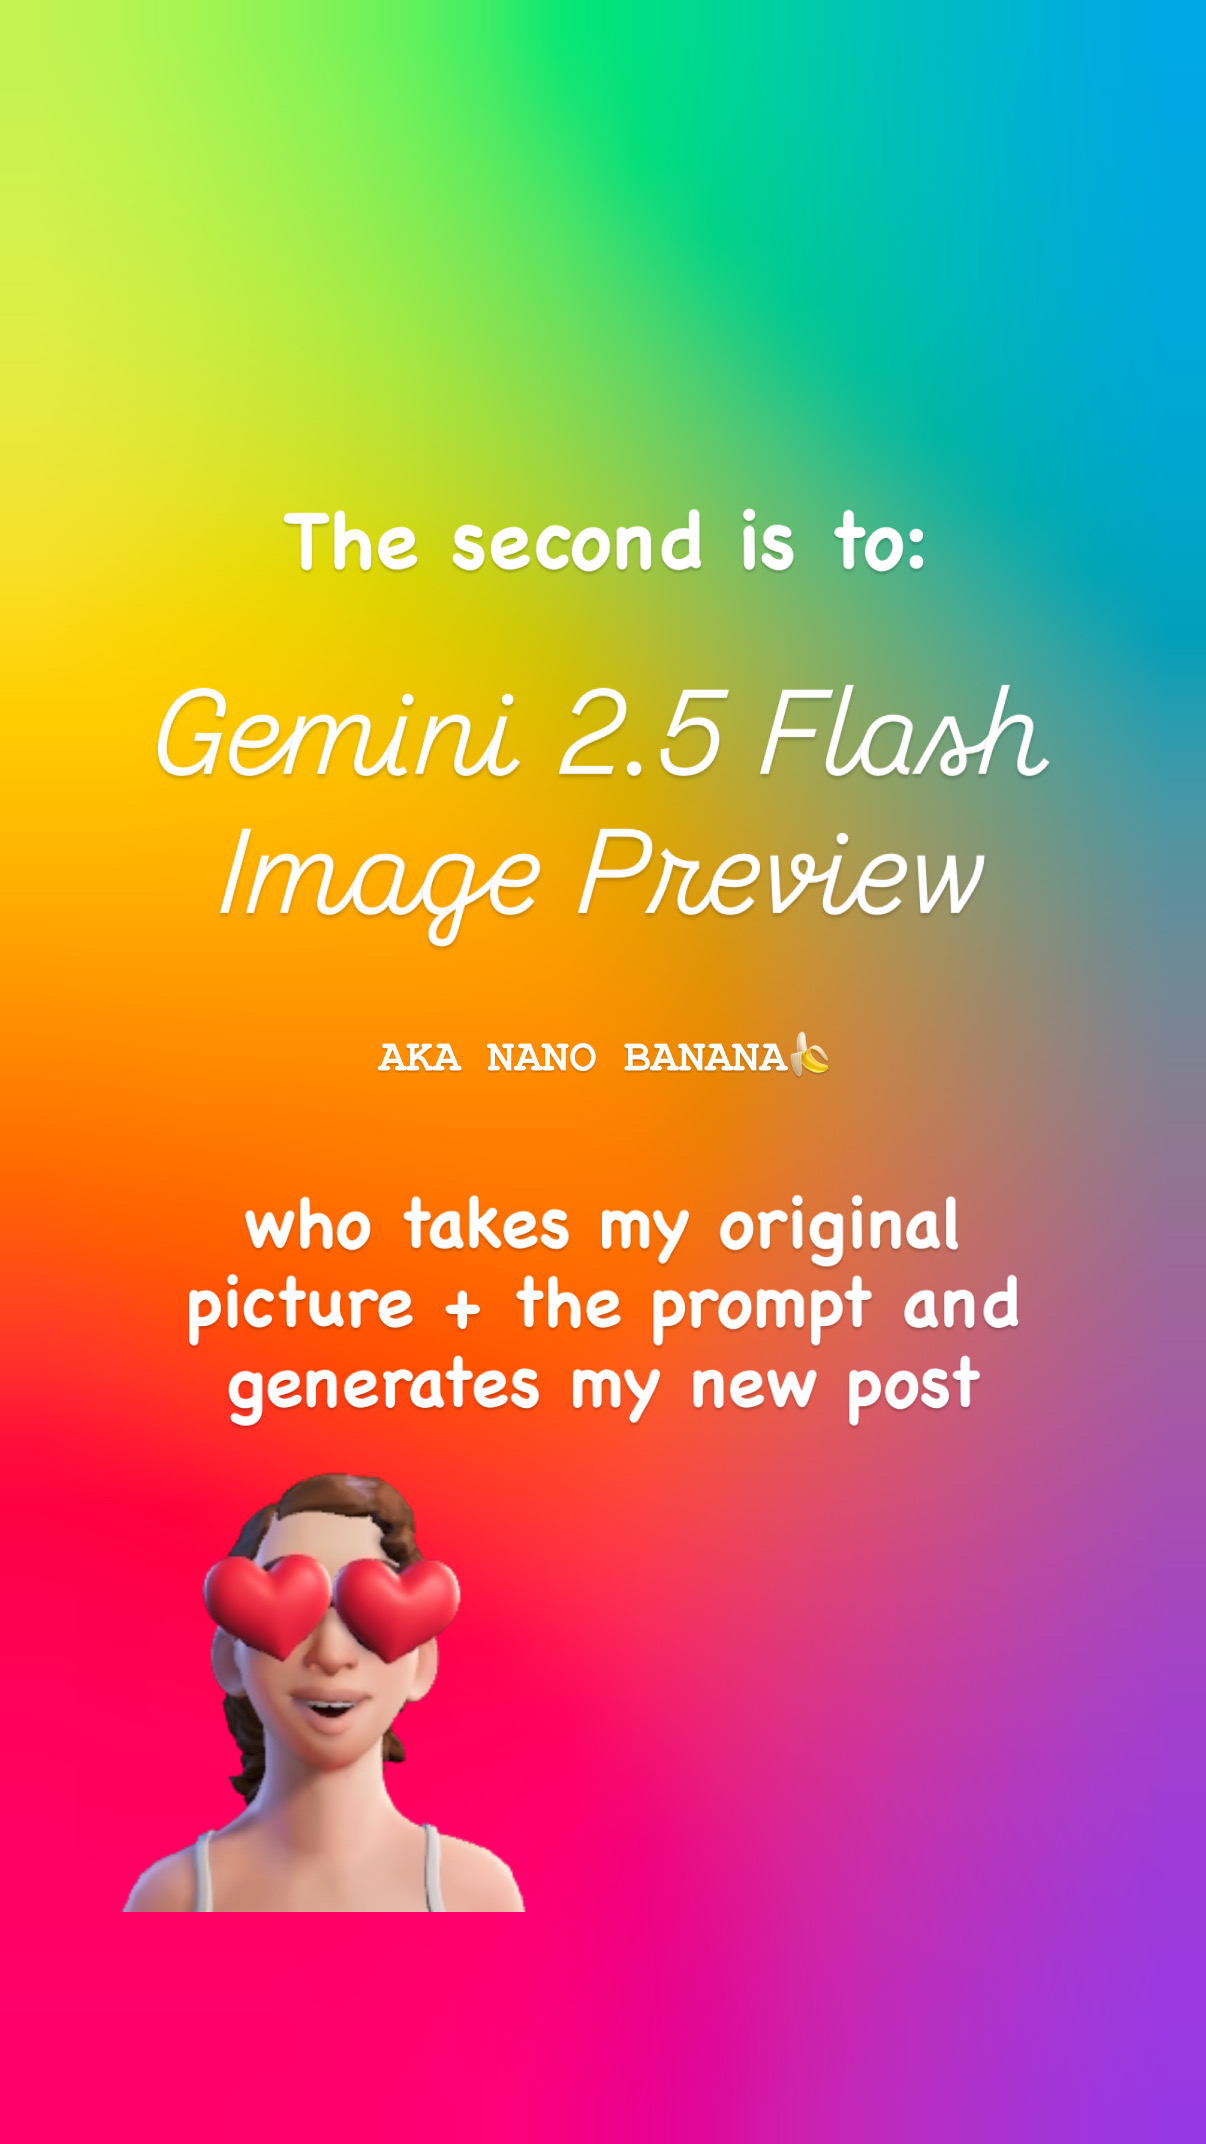 The second is to:
Gemini 2.5 Flash
Image Preview
AKA NANO BANANA🍌
who takes my original
picture + the prompt and
generates my new post